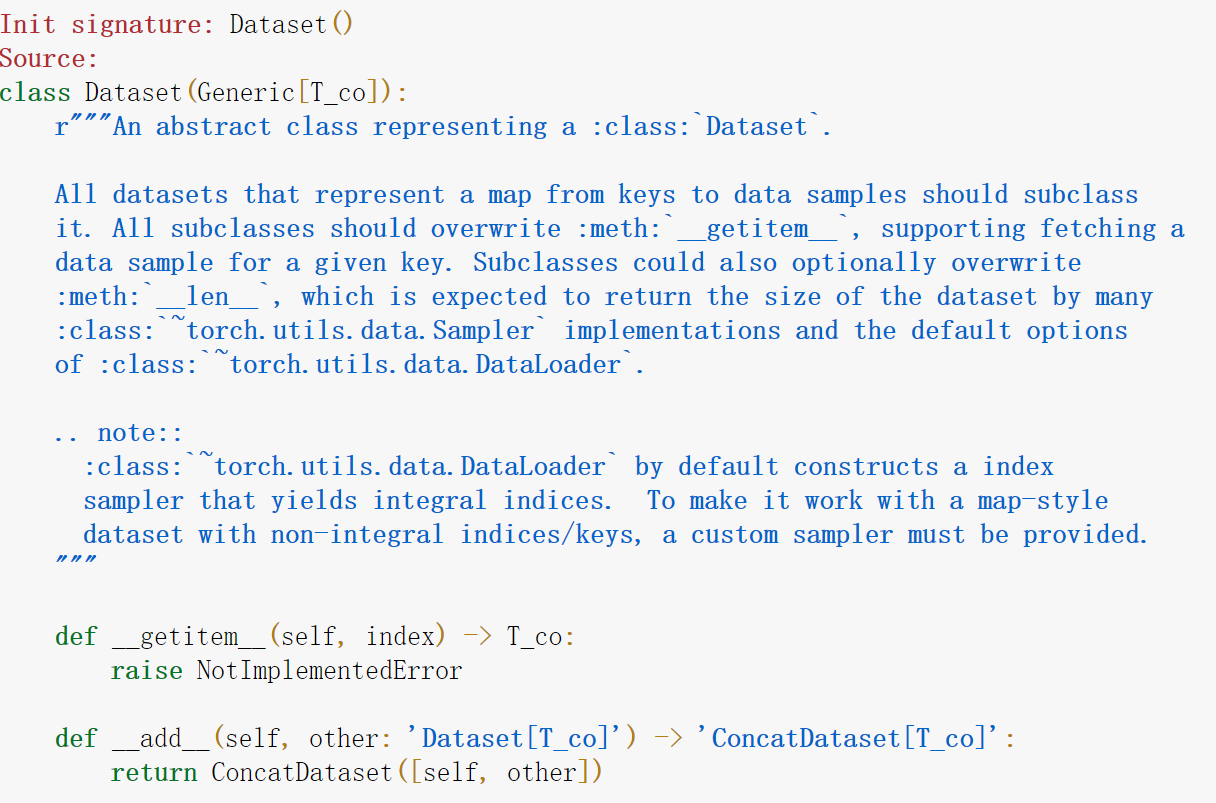 Init signature: Dataset()
Source:
class Dataset(Generic[T_co]):
    r"""An abstract class representing a :class:`Dataset`.

    All datasets that represent a map from keys to data samples should subclass
    it. All subclasses should overwrite :meth:`__getitem__`, supporting fetching a
    data sample for a given key. Subclasses could also optionally overwrite
    :meth:`__len__`, which is expected to return the size of the dataset by many
    :class:`~torch.utils.data.Sampler` implementations and the default options
    of :class:`~torch.utils.data.DataLoader`.

    .. note::
      :class:`~torch.utils.data.DataLoader` by default constructs a index
      sampler that yields integral indices.  To make it work with a map-style
      dataset with non-integral indices/keys, a custom sampler must be provided.
    """

    def __getitem__(self, index) -> T_co:
        raise NotImplementedError

    def __add__(self, other: 'Dataset[T_co]') -> 'ConcatDataset[T_co]':
        return ConcatDataset([self, other])